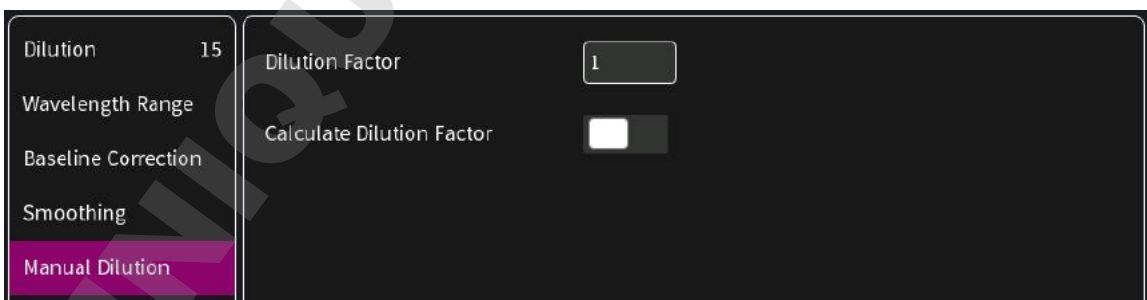 Dilution 15
Wavelength Range
Baseline Correction
Smoothing
Manual Dilution
Dilution Factor 1
Calculate Dilution Factor